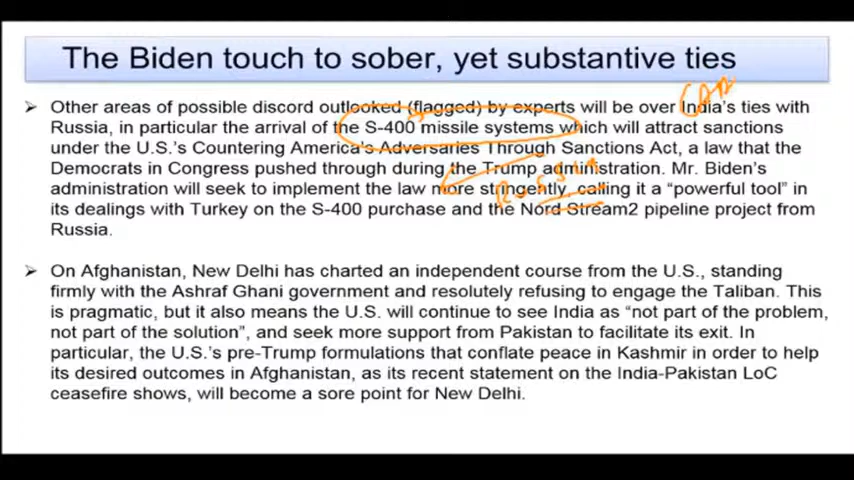 The Biden touch to sober, yet substantive ties
Other areas of possible discord outlooked (flagged) by experts will be over India's ties with
Russia, in particular the arrival of the S-400 missile systems which will attract sanctions
under the U.S.'s Countering America's Adversaries Through Sanctions Act, a law that the
Democrats in Congress pushed through during the Trump administration. Mr. Biden's
administration will seek to implement the law more stringently, calling it a “powerful tool” in
its dealings with Turkey on the S-400 purchase and the Nord Stream2 pipeline project from
Russia.
On Afghanistan, New Delhi has charted an independent course from the U.S., standing
firmly with the Ashraf Ghani government and resolutely refusing to engage the Taliban. This
is pragmatic, but it also means the U.S. will continue to see India as “not part of the problem,
not part of the solution”, and seek more support from Pakistan to facilitate its exit. In
particular, the U.S.'s pre-Trump formulations that conflate peace in Kashmir in order to help
its desired outcomes in Afghanistan, as its recent statement on the India-Pakistan LoC
ceasefire shows, will become a sore point for New Delhi.